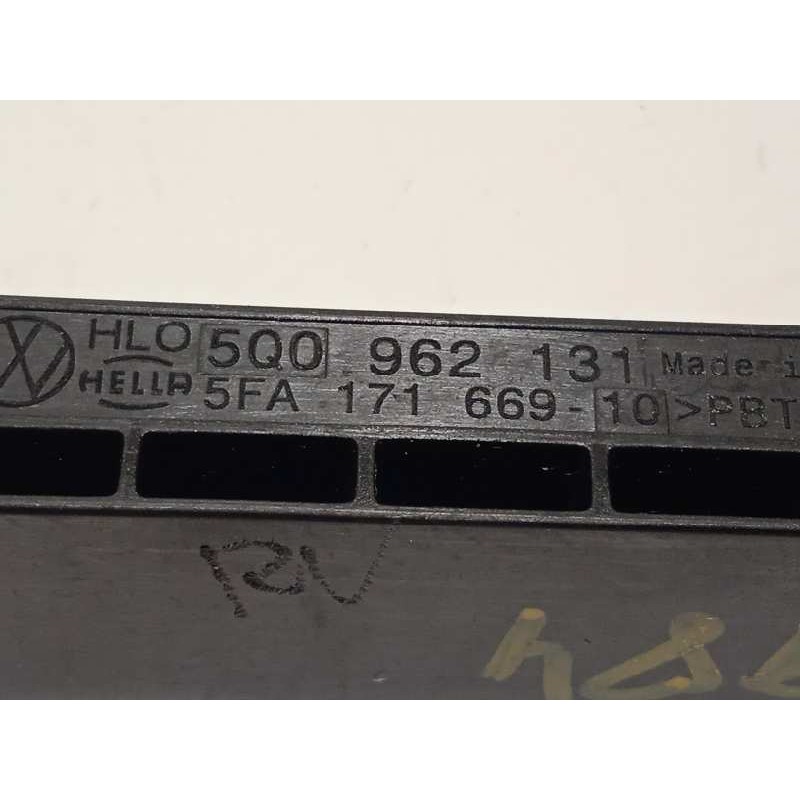 HLO 5Q0 962 131 Made i
HELLA 5FA 171 669-10 >PBT